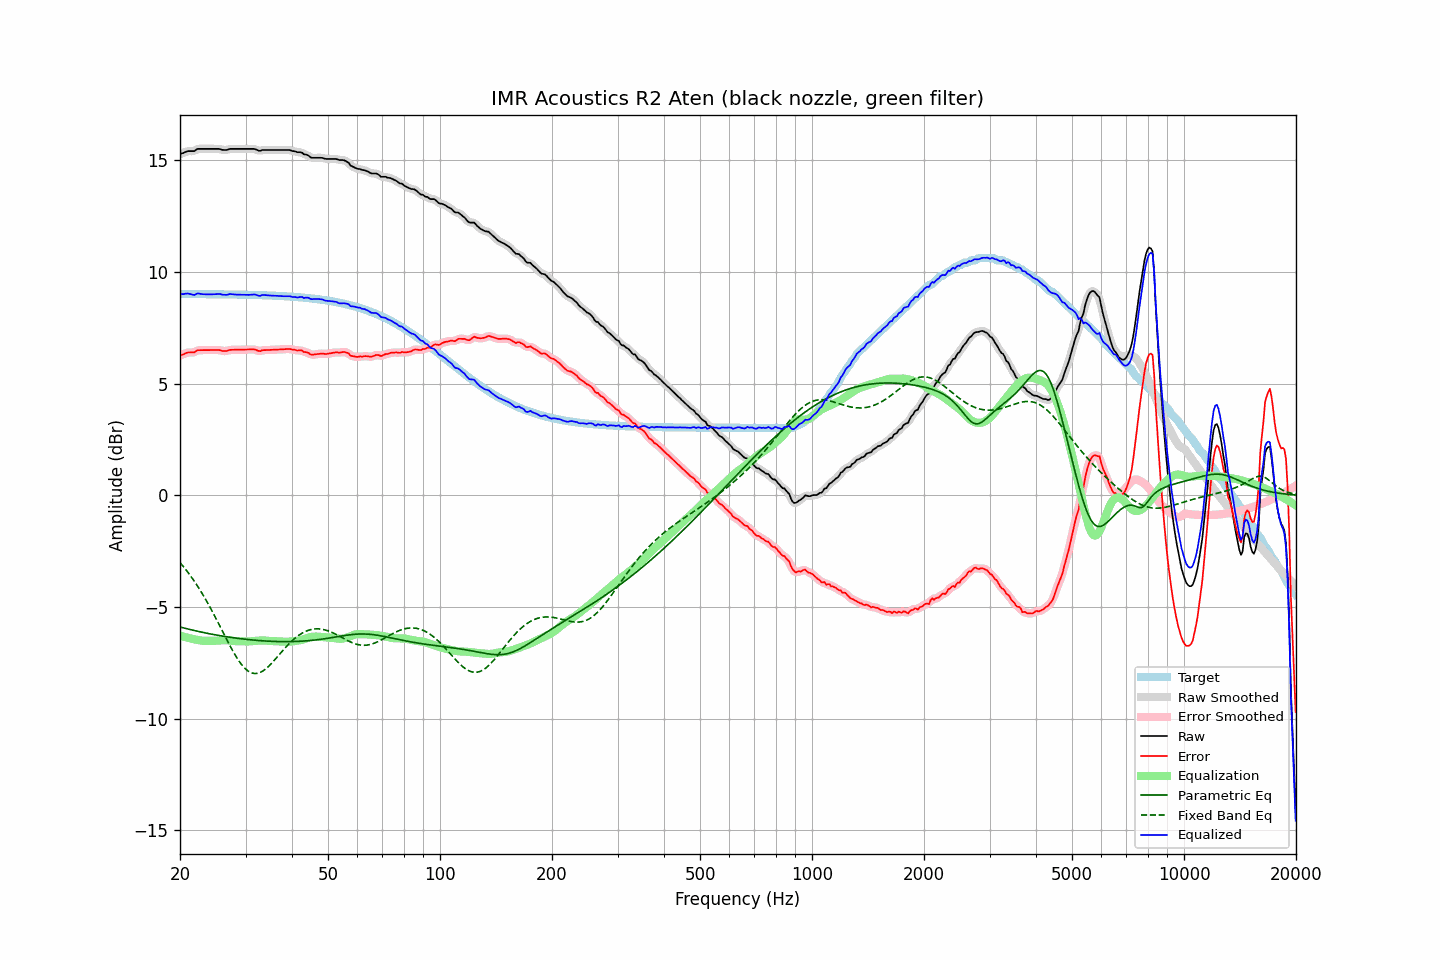 IMR Acoustics R2 Aten (black nozzle, green filter)
Amplitude (dBr)
15
10
5
0
−5
−10
−15
20
50
100
200
500
1000
2000
5000
10000
20000
Frequency (Hz)
Target
Raw Smoothed
Error Smoothed
Raw
Error
Equalization
Parametric Eq
Fixed Band Eq
Equalized